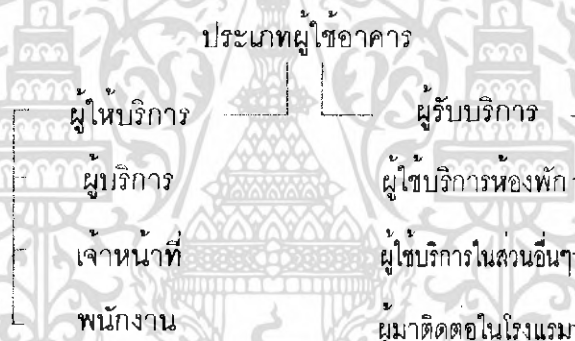 ประเภทผู้ใช้อาคาร
ผู้ให้บริการ ผู้รับบริการ
ผู้บริการ ผู้ใช้บริการห้องพัก
เจ้าหน้าที่ ผู้ใช้บริการในส่วนอื่นๆ
พนักงาน ผู้มาติดต่อในโรงแรม